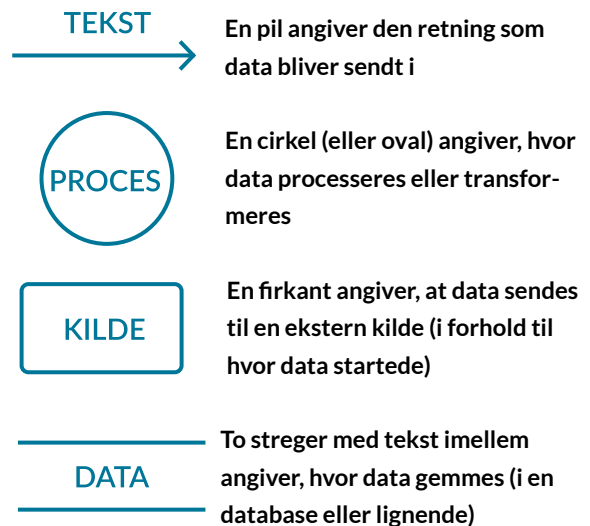 TEKST
En pil angiver den retning som
data bliver sendt i
PROCES
En cirkel (eller oval) angiver, hvor
data processeres eller transfor-
meres
KILDE
En firkant angiver, at data sendes
til en ekstern kilde (i forhold til
hvor data startede)
DATA
To streger med tekst imellem
angiver, hvor data gemmes (i en
database eller lignende)